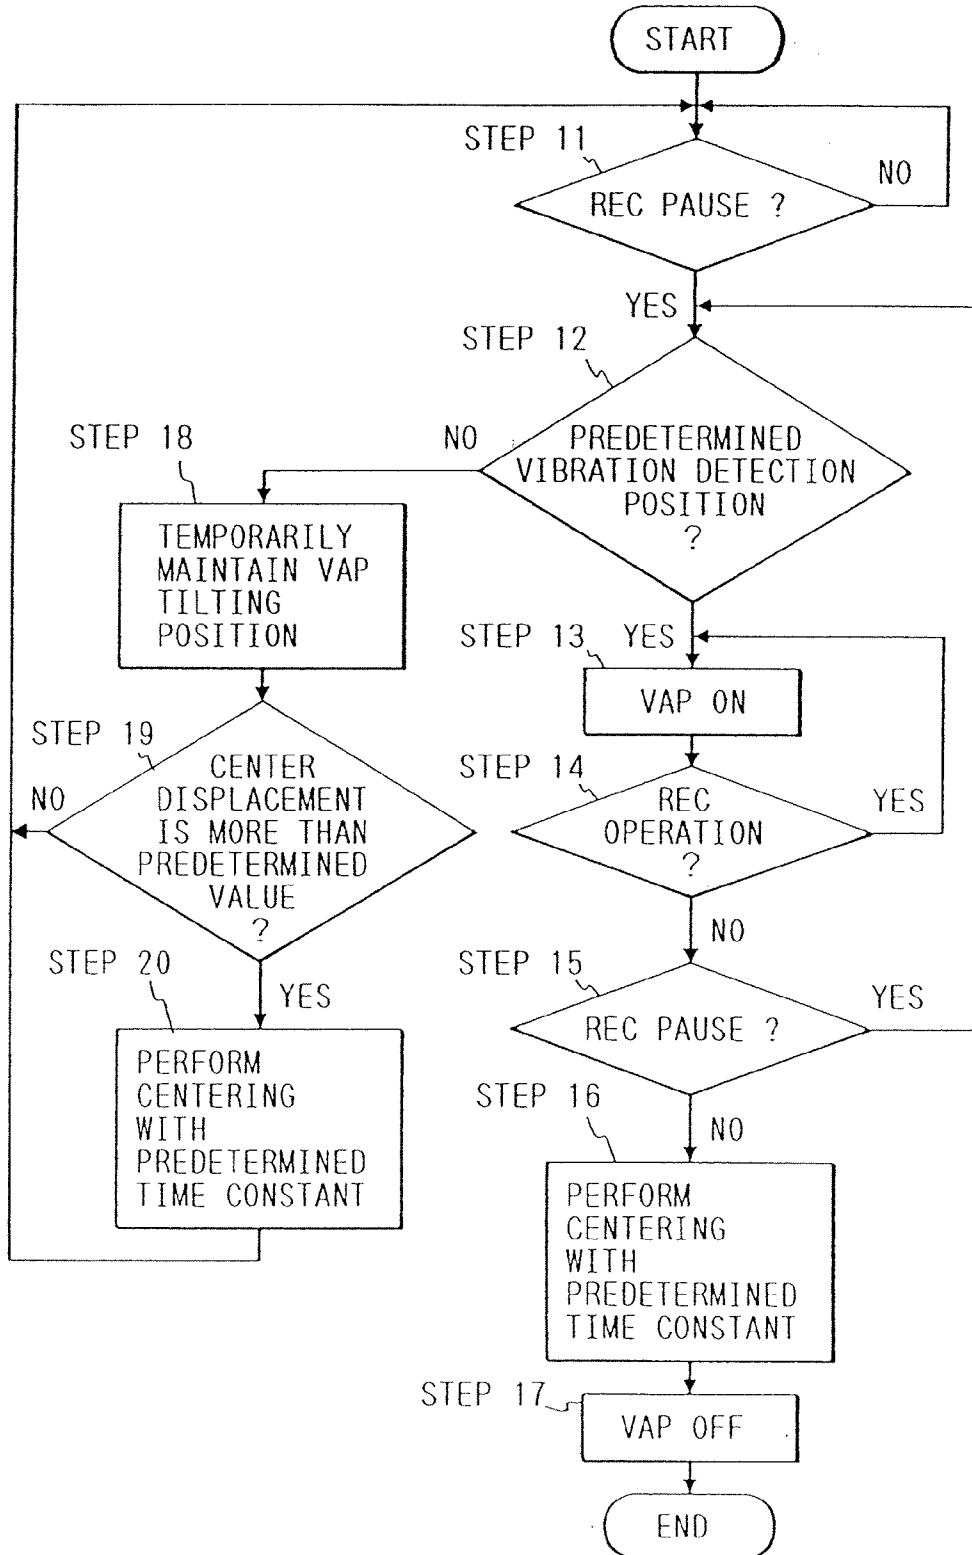 START
STEP 11
REC PAUSE ?
NO
YES
STEP 12
PREDETERMINED
VIBRATION DETECTION
POSITION
?
NO
YES
STEP 18
TEMPORARILY
MAINTAIN VAP
TILTING
POSITION
STEP 19
CENTER
DISPLACEMENT
IS MORE THAN
PREDETERMINED
VALUE
?
NO
YES
STEP 20
PERFORM
CENTERING
WITH
PREDETERMINED
TIME CONSTANT
STEP 13
VAP ON
STEP 14
REC
OPERATION
?
YES
NO
STEP 15
REC PAUSE ?
YES
NO
STEP 16
PERFORM
CENTERING
WITH
PREDETERMINED
TIME CONSTANT
STEP 17
VAP OFF
END